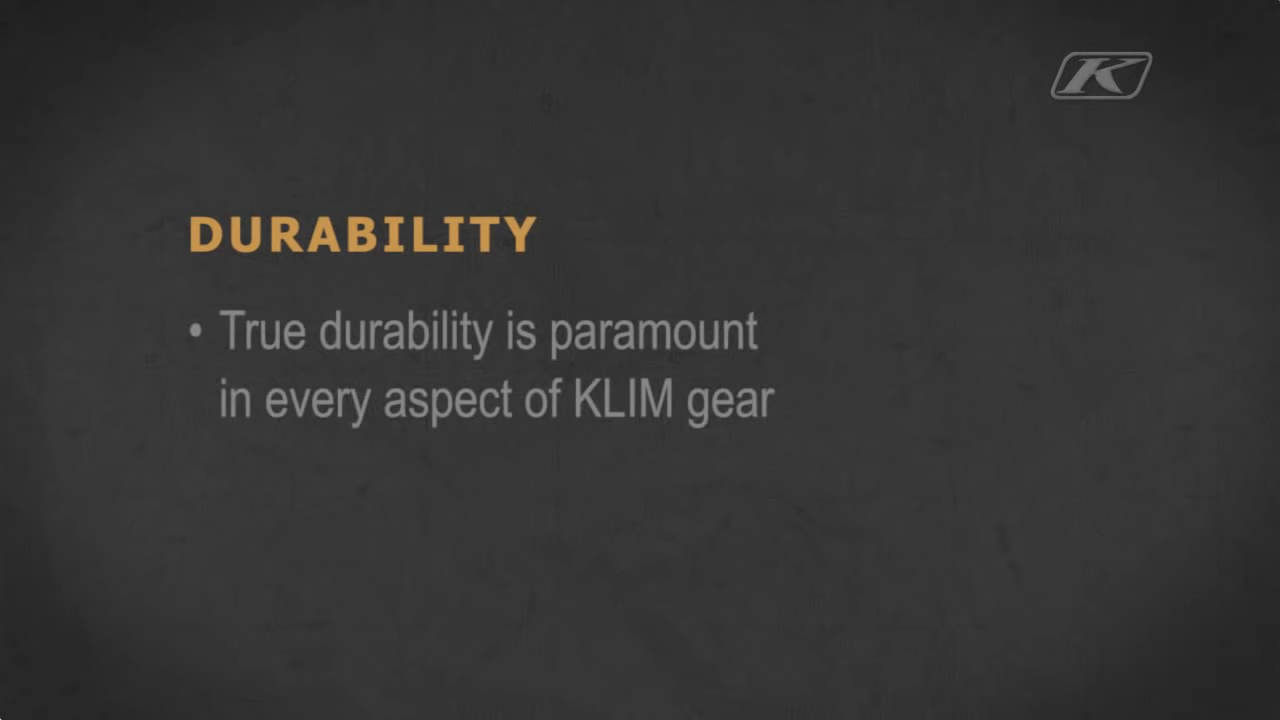 K
DURABILITY
• True durability is paramount
in every aspect of KLIM gear